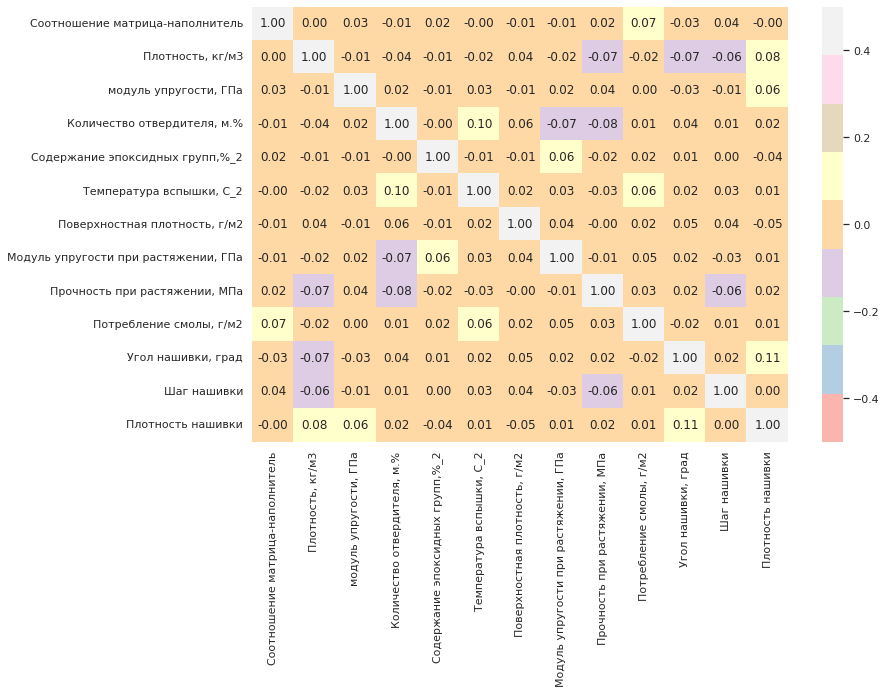 Соотношение матрица-наполнитель 1.00 0.00 0.03 -0.01 0.02 -0.00 -0.01 -0.01 0.02 0.07 -0.03 0.04 -0.00
Плотность, кг/м3 0.00 1.00 -0.01 -0.04 -0.01 -0.02 0.04 -0.02 -0.07 -0.02 -0.07 -0.06 0.08
модуль упругости, ГПа 0.03 -0.01 1.00 0.02 -0.01 0.03 -0.01 0.02 0.04 0.00 -0.03 -0.01 0.06
Количество отвердителя, м.% -0.01 -0.04 0.02 1.00 -0.00 0.10 0.06 -0.07 -0.08 0.01 0.04 0.01 0.02
Содержание эпоксидных групп,%_2 0.02 -0.01 -0.01 -0.00 1.00 -0.01 -0.01 0.06 -0.02 0.02 0.01 0.00 -0.04
Температура вспышки, С_2 -0.00 -0.02 0.03 0.10 -0.01 1.00 0.02 0.03 -0.03 0.06 0.02 0.03 0.01
Поверхностная плотность, г/м2 -0.01 0.04 -0.01 0.06 -0.01 0.02 1.00 0.04 -0.00 0.02 0.05 0.04 -0.05
Модуль упругости при растяжении, ГПа -0.01 -0.02 0.02 -0.07 0.06 0.03 0.04 1.00 -0.01 0.05 0.02 -0.03 0.01
Прочность при растяжении, МПа 0.02 -0.07 0.04 -0.08 -0.02 -0.03 -0.00 -0.01 1.00 0.03 0.02 -0.06 0.02
Потребление смолы, г/м2 0.07 -0.02 0.00 0.01 0.02 0.06 0.02 0.05 0.03 1.00 -0.02 0.01 0.01
Угол нашивки, град -0.03 -0.07 -0.03 0.04 0.01 0.02 0.05 0.02 0.02 -0.02 1.00 0.02 0.11
Шаг нашивки 0.04 -0.06 -0.01 0.01 0.00 0.03 0.04 -0.03 -0.06 0.01 0.02 1.00 0.00
Плотность нашивки -0.00 0.08 0.06 0.02 -0.04 0.01 -0.05 0.01 0.02 0.01 0.11 0.00 1.00
Соотношение матрица-наполнитель
Плотность, кг/м3
модуль упругости, ГПа
Количество отвердителя, м.%
Содержание эпоксидных групп,%_2
Температура вспышки, С_2
Поверхностная плотность, г/м2
Модуль упругости при растяжении, ГПа
Прочность при растяжении, МПа
Потребление смолы, г/м2
Угол нашивки, град
Шаг нашивки
Плотность нашивки
0.4
0.2
0.0
−0.2
−0.4